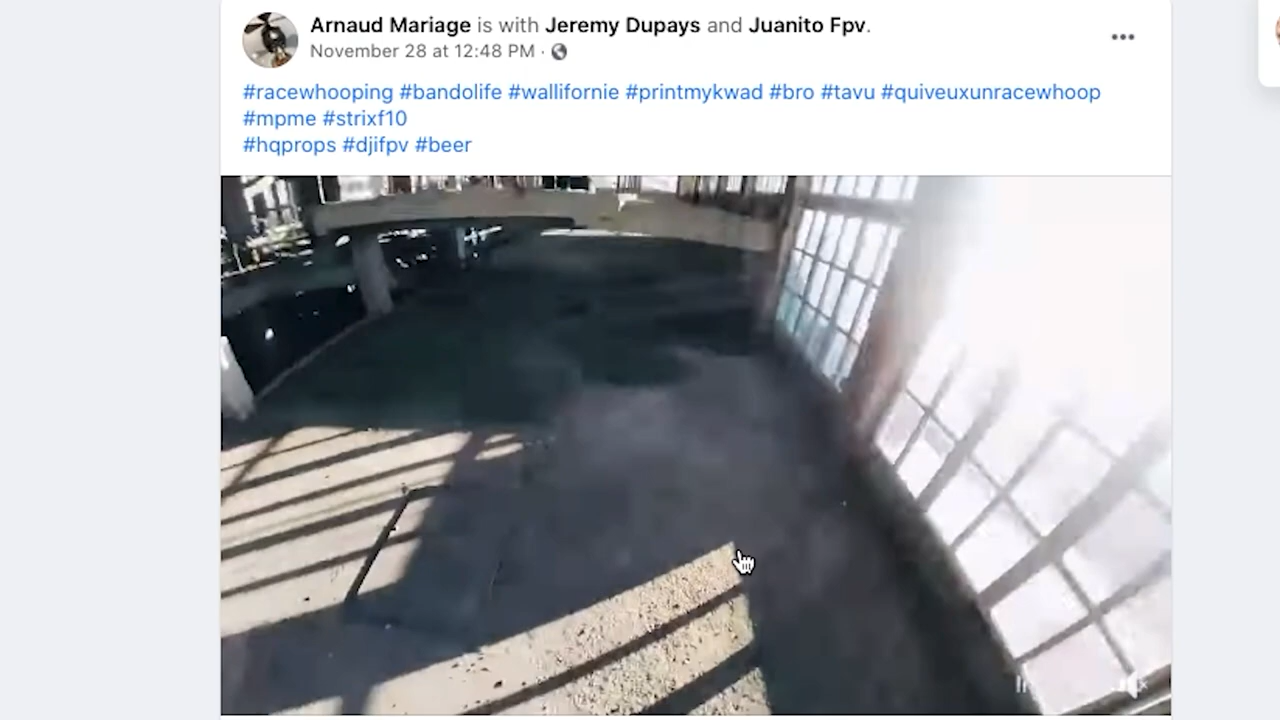 Arnaud Mariage is with Jeremy Dupays and Juanito Fpv.
November 28 at 12:48 PM ·
#racewhooping #bandolife #wallifornie #printmykwad #bro #tavu #quiveuxunracewhoop
#mpme #strixf10
#hqprops #djifpv #beer